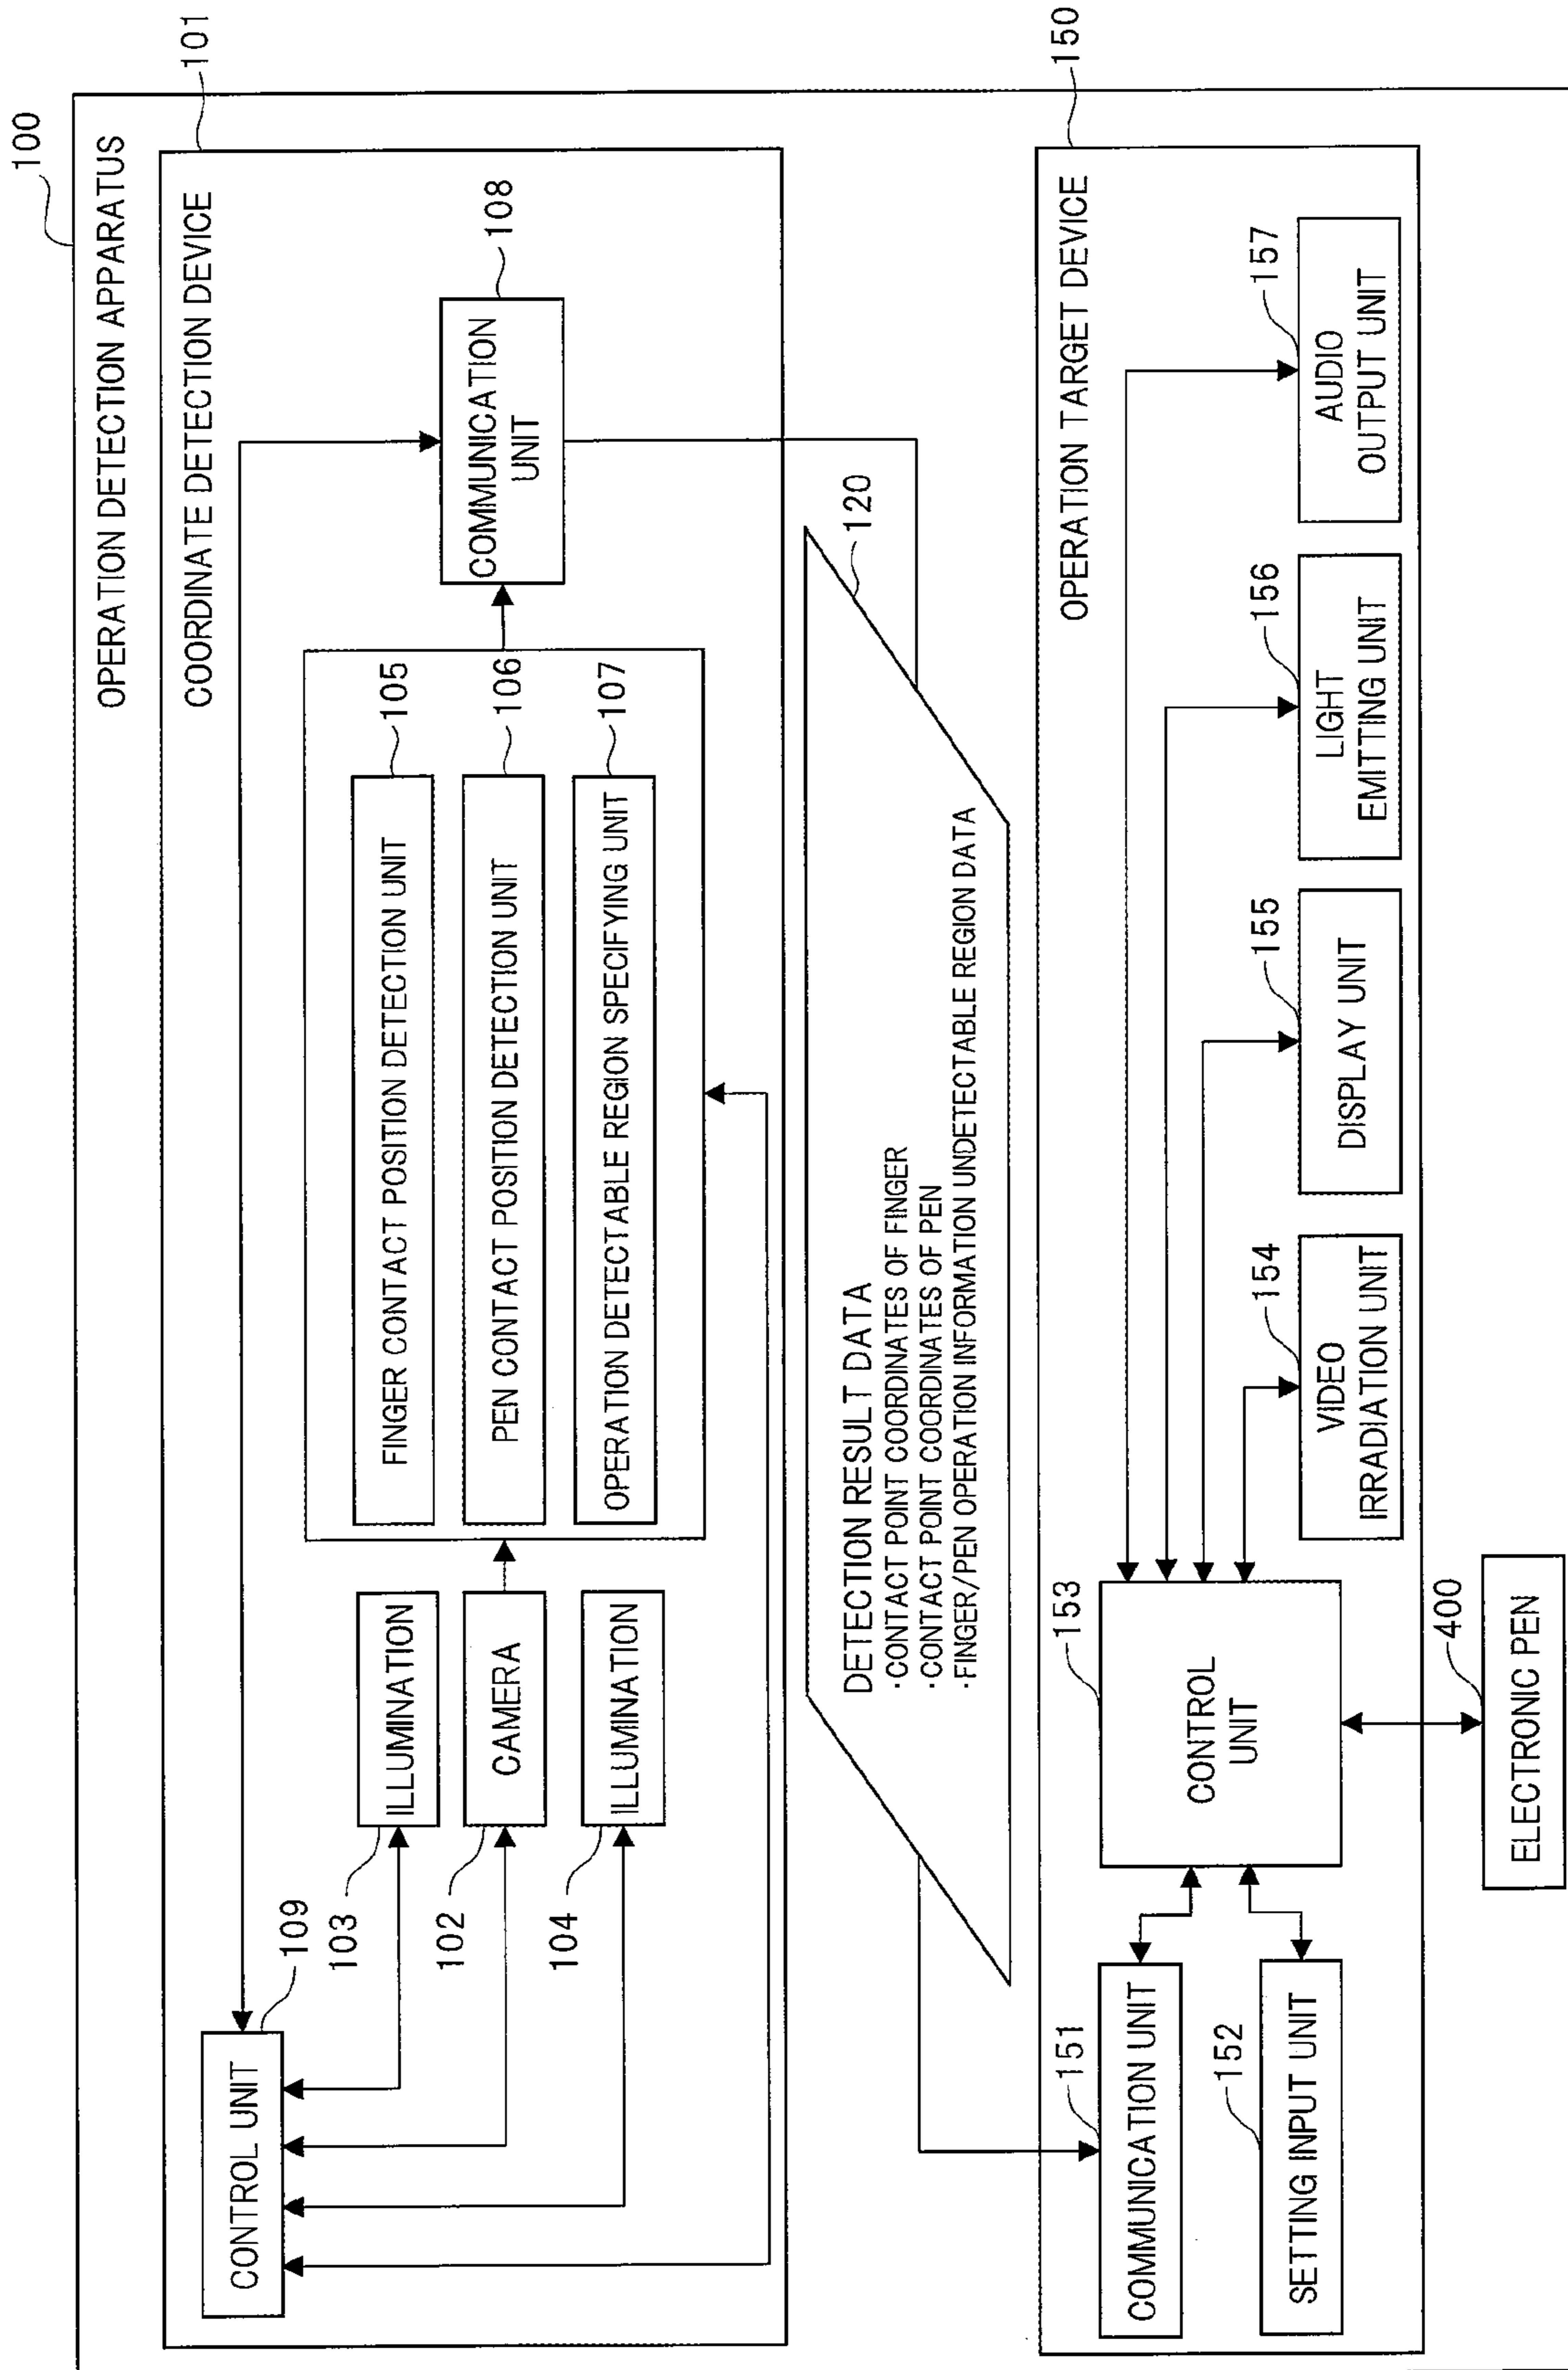 100
OPERATION DETECTION APPARATUS
101
COORDINATE DETECTION DEVICE
109
CONTROL UNIT
103
ILLUMINATION
102
CAMERA
104
ILLUMINATION
105
FINGER CONTACT POSITION DETECTION UNIT
106
PEN CONTACT POSITION DETECTION UNIT
107
OPERATION DETECTABLE REGION SPECIFYING UNIT
108
COMMUNICATION
UNIT
120
DETECTION RESULT DATA
·CONTACT POINT COORDINATES OF FINGER
·CONTACT POINT COORDINATES OF PEN
·FINGER/PEN OPERATION INFORMATION UNDETECTABLE REGION DATA
150
OPERATION TARGET DEVICE
151
COMMUNICATION UNIT
152
SETTING INPUT UNIT
153
CONTROL
UNIT
154
VIDEO
IRRADIATION UNIT
155
DISPLAY UNIT
156
LIGHT
EMITTING UNIT
157
AUDIO
OUTPUT UNIT
400
ELECTRONIC PEN